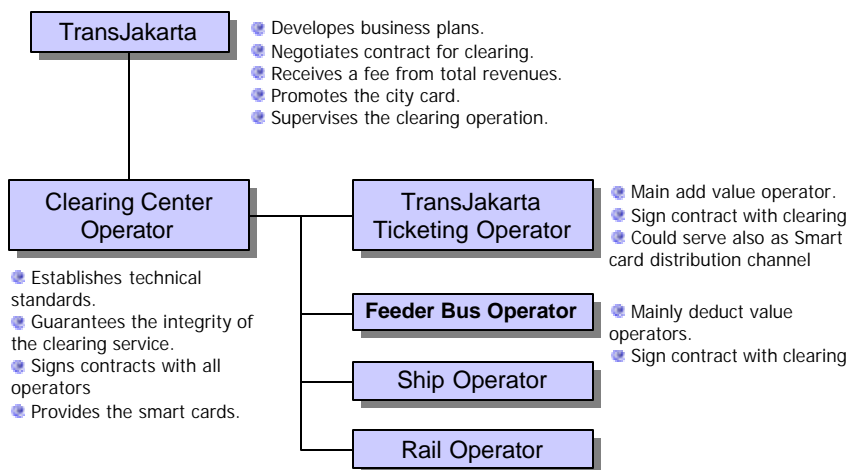 TransJakarta
Developes business plans.
Negotiates contract for clearing.
Receives a fee from total revenues.
Promotes the city card.
Supervises the clearing operation.
Clearing Center
Operator
Establishes technical
standards.
Guarantees the integrity of
the clearing service.
Signs contracts with all
operators
Provides the smart cards.
TransJakarta
Ticketing Operator
Main add value operator.
Sign contract with clearing
Could serve also as Smart
card distribution channel
Feeder Bus Operator
Mainly deduct value
operators.
Sign contract with clearing
Ship Operator
Rail Operator